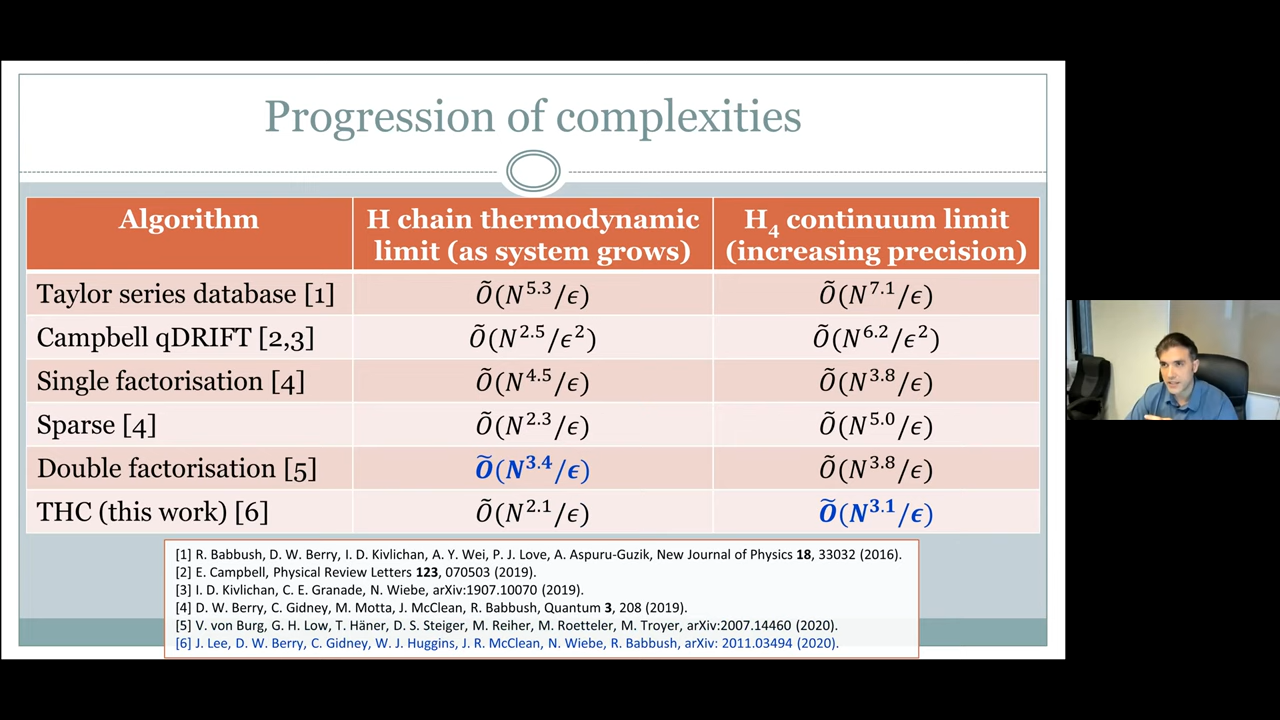 Progression of complexities
Algorithm
H chain thermodynamic
limit (as system grows)
H₄ continuum limit
(increasing precision)
Taylor series database [1]
Õ(N^5.3/ϵ)
Õ(N^7.1/ϵ)
Campbell qDRIFT [2,3]
Õ(N^2.5/ϵ²)
Õ(N^6.2/ϵ²)
Single factorisation [4]
Õ(N^4.5/ϵ)
Õ(N^3.8/ϵ)
Sparse [4]
Õ(N^2.3/ϵ)
Õ(N^5.0/ϵ)
Double factorisation [5]
Õ(N^3.4/ϵ)
Õ(N^3.8/ϵ)
THC (this work) [6]
Õ(N^2.1/ϵ)
Õ(N^3.1/ϵ)
[1] R. Babbush, D. W. Berry, I. D. Kivlichan, A. Y. Wei, P. J. Love, A. Aspuru-Guzik, New Journal of Physics 18, 33032 (2016).
[2] E. Campbell, Physical Review Letters 123, 070503 (2019).
[3] I. D. Kivlichan, C. E. Granade, N. Wiebe, arXiv:1907.10070 (2019).
[4] D. W. Berry, C. Gidney, M. Motta, J. McClean, R. Babbush, Quantum 3, 208 (2019).
[5] V. von Burg, G. H. Low, T. Häner, D. S. Steiger, M. Reiher, M. Roetteler, M. Troyer, arXiv:2007.14460 (2020).
[6] J. Lee, D. W. Berry, C. Gidney, W. J. Huggins, J. R. McClean, N. Wiebe, R. Babbush, arXiv: 2011.03494 (2020).